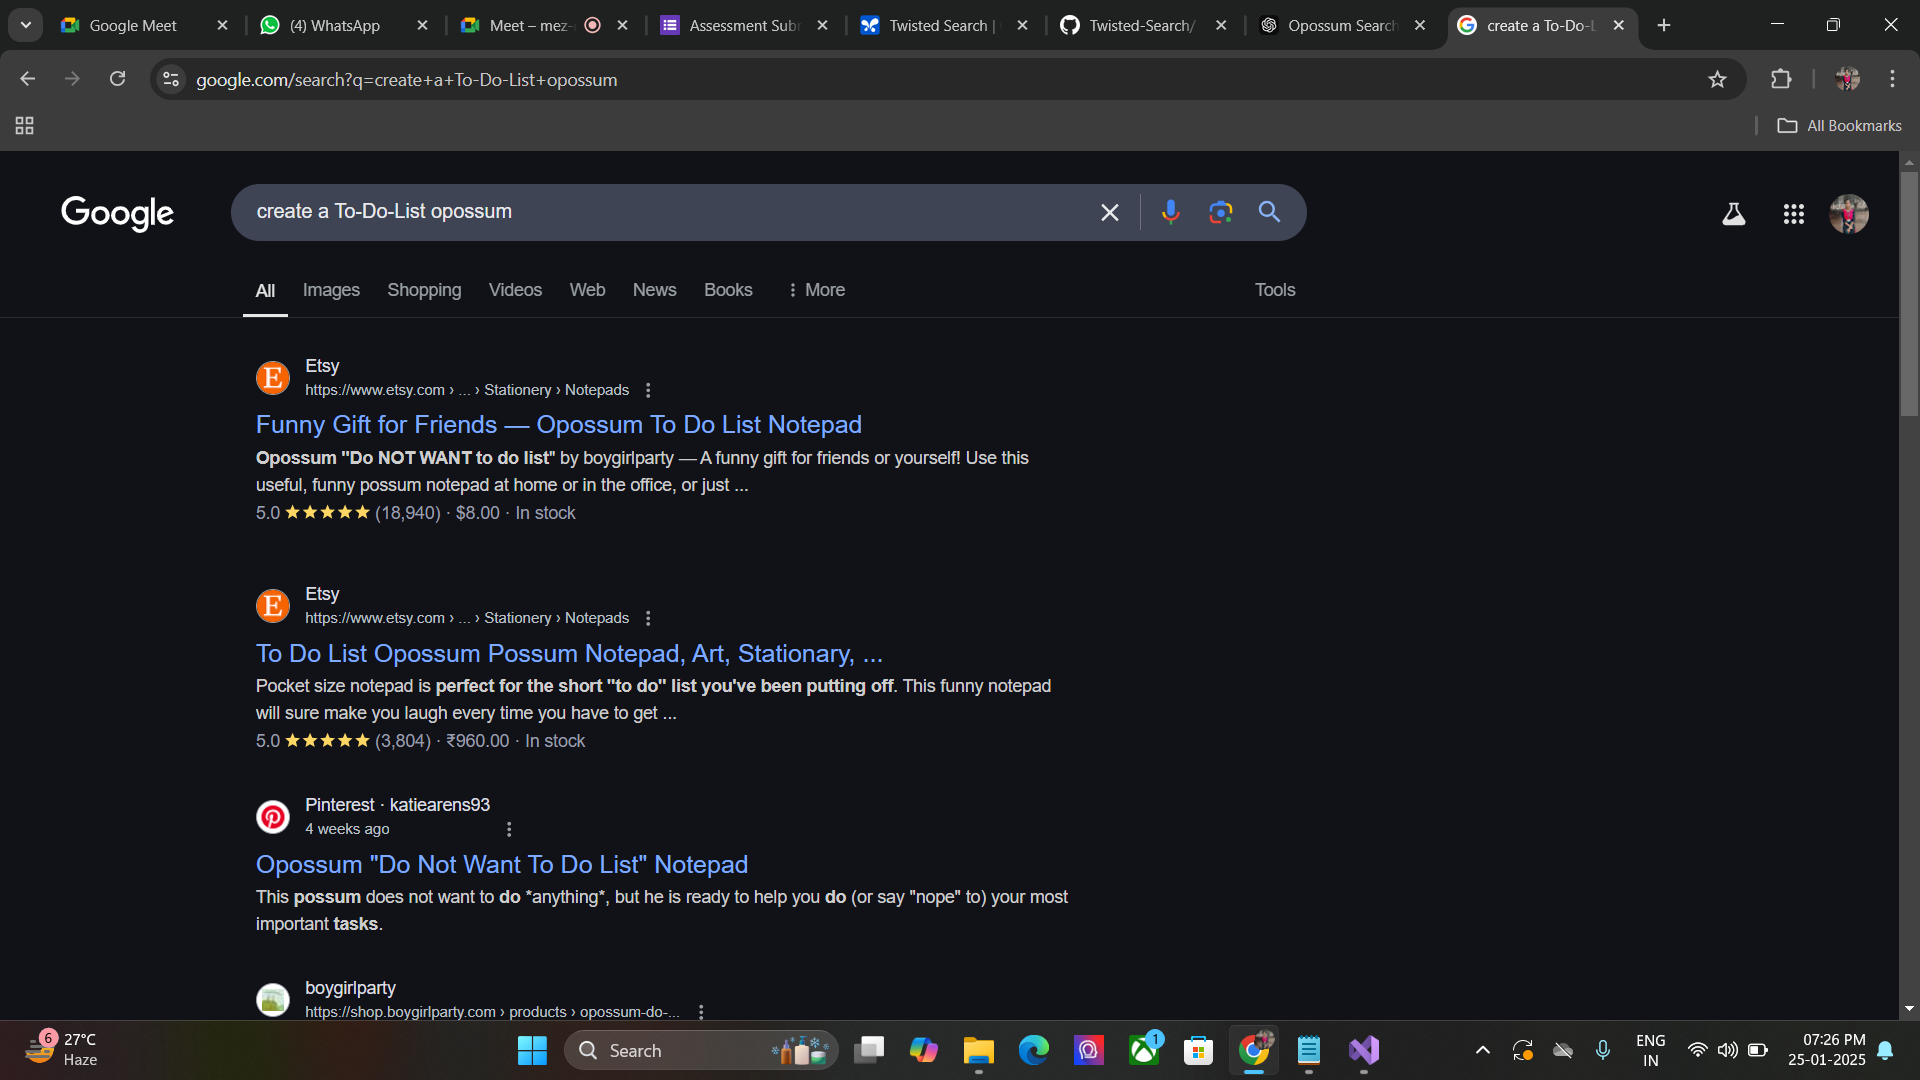 Google Meet
(4) WhatsApp
Meet – mez-
Assessment Subm
Twisted Search |
Twisted-Search/
Opossum Search
create a To-Do-L
google.com/search?q=create+a+To-Do-List+opossum
All Bookmarks
Google
create a To-Do-List opossum
All
Images
Shopping
Videos
Web
News
Books
More
Tools
Etsy
https://www.etsy.com › ... › Stationery › Notepads
Funny Gift for Friends — Opossum To Do List Notepad
Opossum "Do NOT WANT to do list" by boygirlparty — A funny gift for friends or yourself! Use this
useful, funny possum notepad at home or in the office, or just ...
5.0 ★★★★★ (18,940) · $8.00 · In stock
Etsy
https://www.etsy.com › ... › Stationery › Notepads
To Do List Opossum Possum Notepad, Art, Stationary, ...
Pocket size notepad is perfect for the short "to do" list you've been putting off. This funny notepad
will sure make you laugh every time you have to get ...
5.0 ★★★★★ (3,804) · ₹960.00 · In stock
Pinterest · katiearens93
4 weeks ago
Opossum "Do Not Want To Do List" Notepad
This possum does not want to do *anything*, but he is ready to help you do (or say "nope" to) your most
important tasks.
boygirlparty
https://shop.boygirlparty.com › products › opossum-do-...
6
27°C
Haze
Search
1
ENG
IN
07:26 PM
25-01-2025